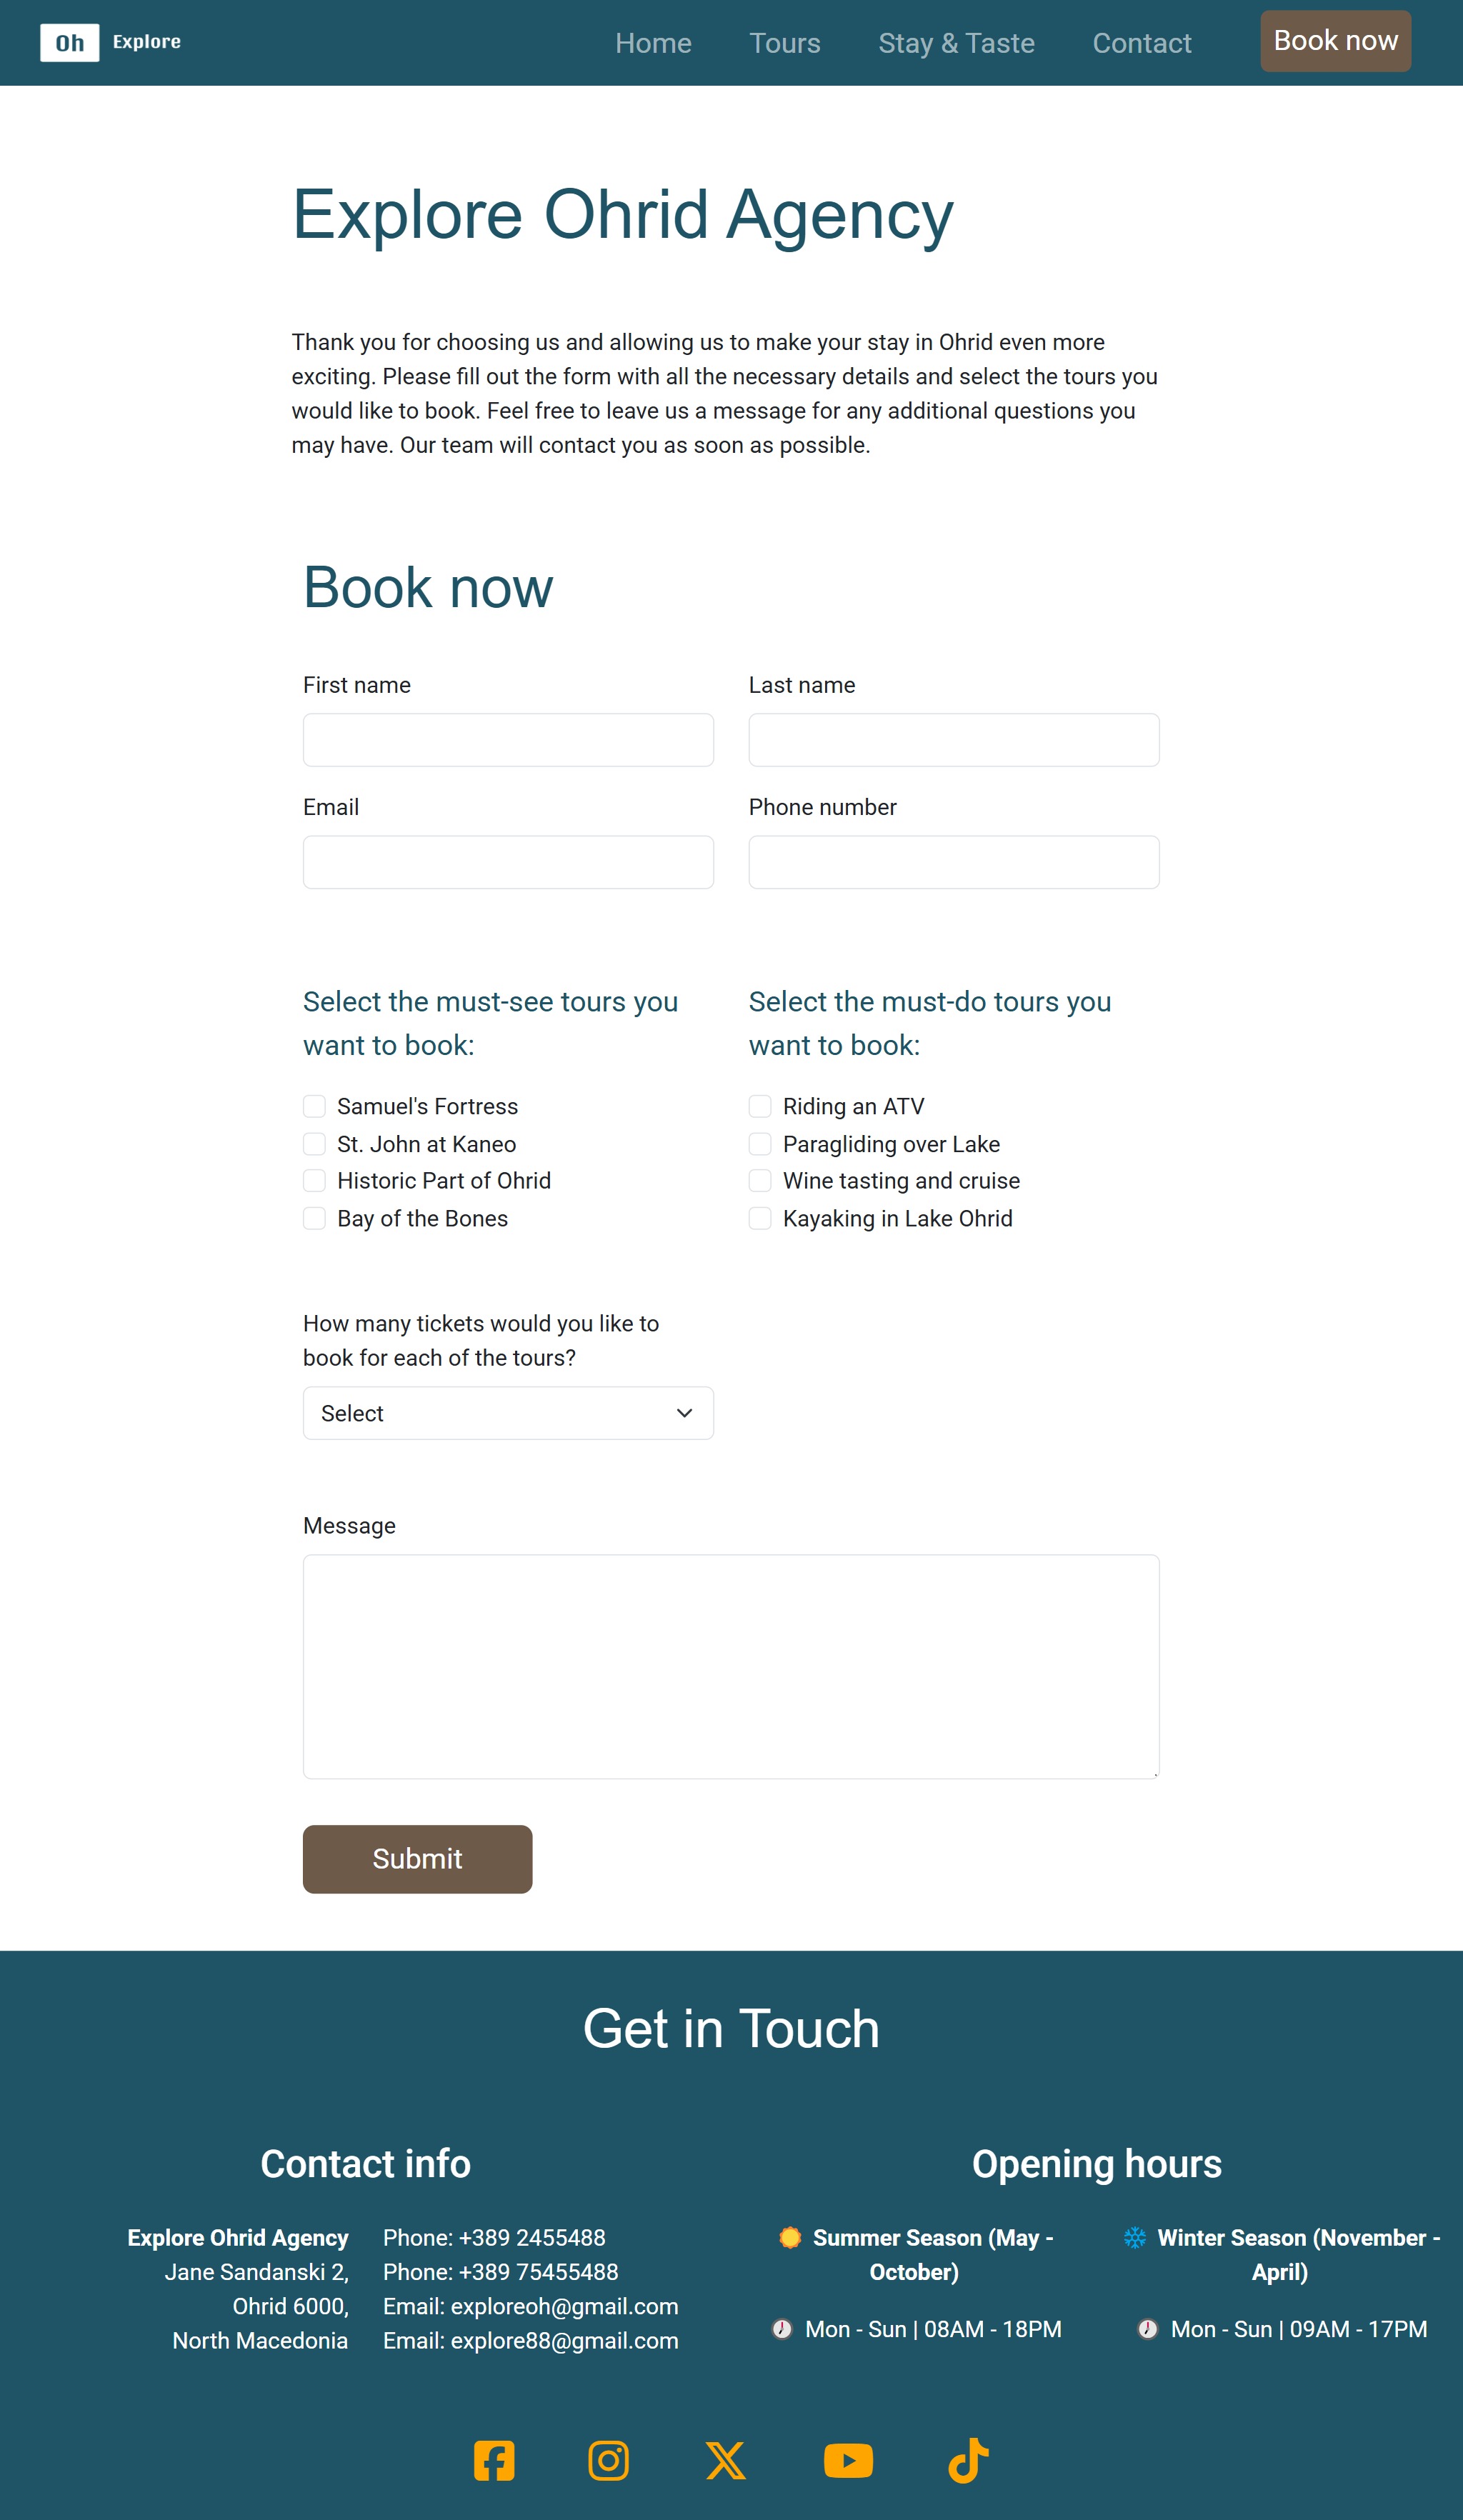 Oh Explore
Home Tours Stay & Taste Contact Book now
Explore Ohrid Agency
Thank you for choosing us and allowing us to make your stay in Ohrid even more
exciting. Please fill out the form with all the necessary details and select the tours you
would like to book. Feel free to leave us a message for any additional questions you
may have. Our team will contact you as soon as possible.
Book now
First name
Last name
Email
Phone number
Select the must-see tours you
want to book:
Samuel's Fortress
St. John at Kaneo
Historic Part of Ohrid
Bay of the Bones
Select the must-do tours you
want to book:
Riding an ATV
Paragliding over Lake
Wine tasting and cruise
Kayaking in Lake Ohrid
How many tickets would you like to
book for each of the tours?
Select
Message
Submit
Get in Touch
Contact info
Explore Ohrid Agency
Jane Sandanski 2,
Ohrid 6000,
North Macedonia
Phone: +389 2455488
Phone: +389 75455488
Email: exploreoh@gmail.com
Email: explore88@gmail.com
Opening hours
Summer Season (May -
October)
Mon - Sun | 08AM - 18PM
Winter Season (November -
April)
Mon - Sun | 09AM - 17PM